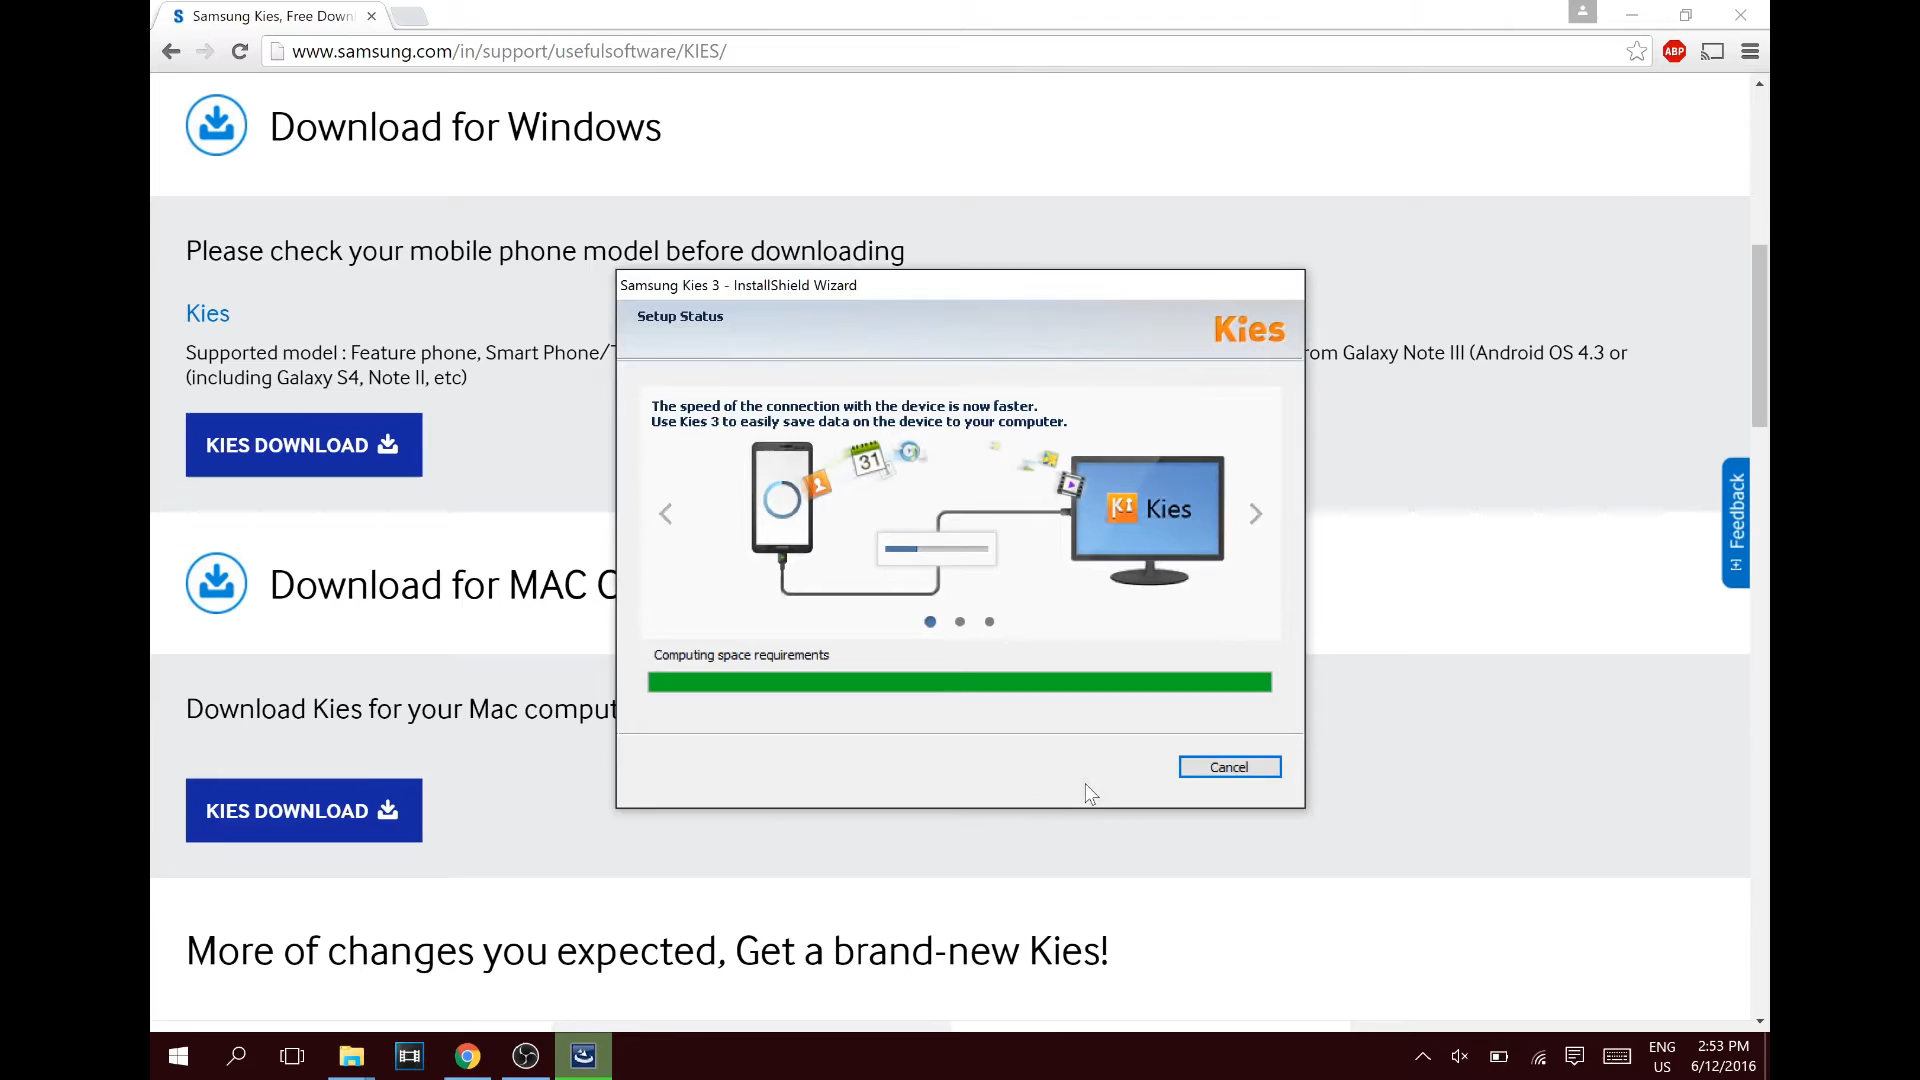 Samsung Kies, Free Down
www.samsung.com/in/support/usefulsoftware/KIES/
ABP
Download for Windows
Please check your mobile phone model before downloading
Kies
Supported model : Feature phone, Smart Phone/
om Galaxy Note III (Android OS 4.3 or
(including Galaxy S4, Note II, etc)
KIES DOWNLOAD
Download for MAC
Download Kies for your Mac comput
KIES DOWNLOAD
More of changes you expected, Get a brand-new Kies!
[+] Feedback
Samsung Kies 3 - InstallShield Wizard
Setup Status
Kies
The speed of the connection with the device is now faster.
Use Kies 3 to easily save data on the device to your computer.
31
Kies
Computing space requirements
Cancel
ENG
US
2:53 PM
6/12/2016